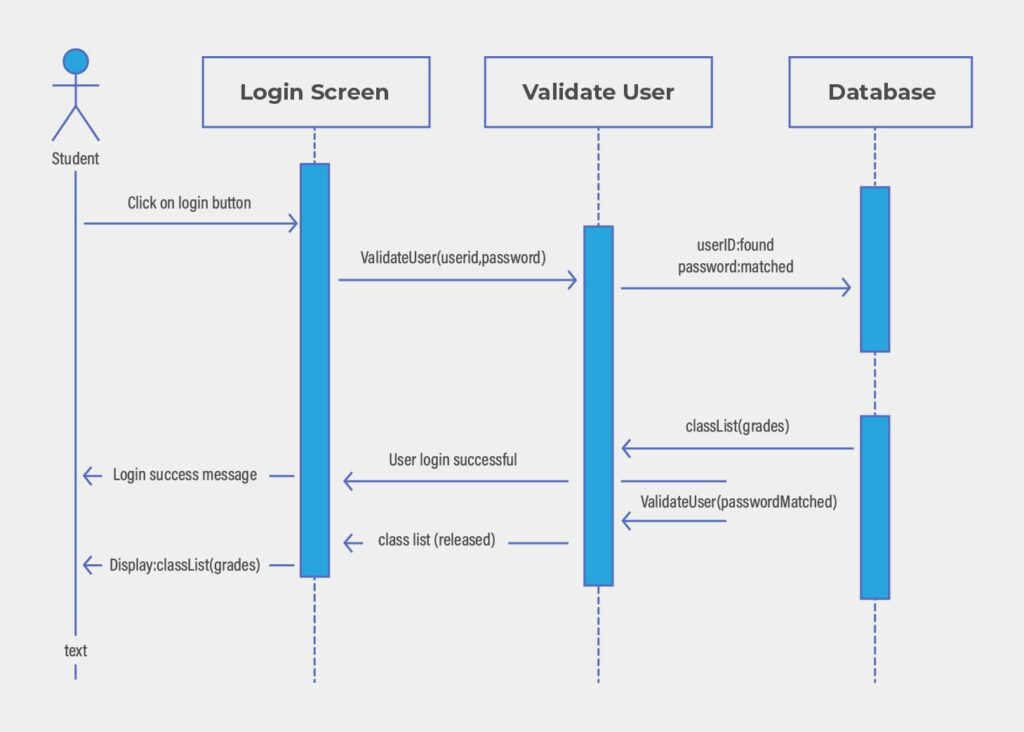 Login Screen
Validate User
Database
Student
Click on login button
ValidateUser(userid,password)
userID:found
password:matched
classList(grades)
User login successful
Login success message
ValidateUser(passwordMatched)
class list (released)
Display:classList(grades)
text